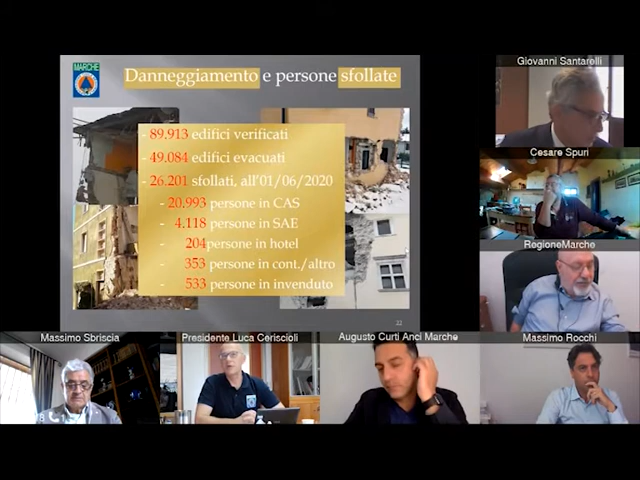 MARCHE
Danneggiamento e persone sfollate
- 89.913 edifici verificati
- 49.084 edifici evacuati
- 26.201 sfollati, all'01/06/2020
- 20.993 persone in CAS
- 4.118 persone in SAE
- 204 persone in hotel
- 353 persone in cont./altro
- 533 persone in invenduto
Giovanni Santarelli
Cesare Spuri
RegioneMarche
Massimo Sbriscia
Presidente Luca Ceriscioli
Augusto Curti Anci Marche
Massimo Rocchi